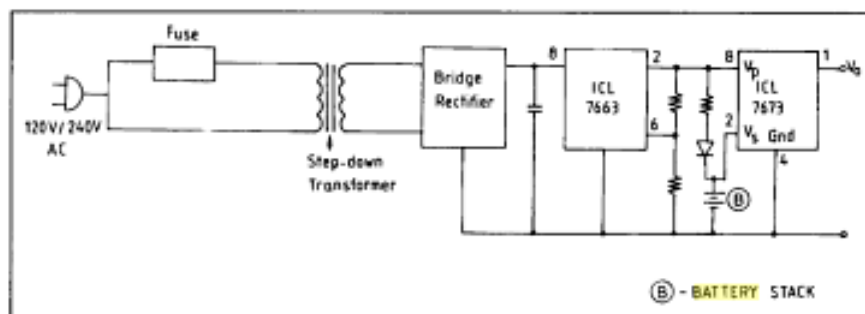 Fuse
120V/240V
AC
Step-down
Transformer
Bridge
Rectifier
8
ICL
7663
2
6
8
Vp
ICL
7673
1
Vo
2
Vs Gnd
4
B
B - BATTERY STACK